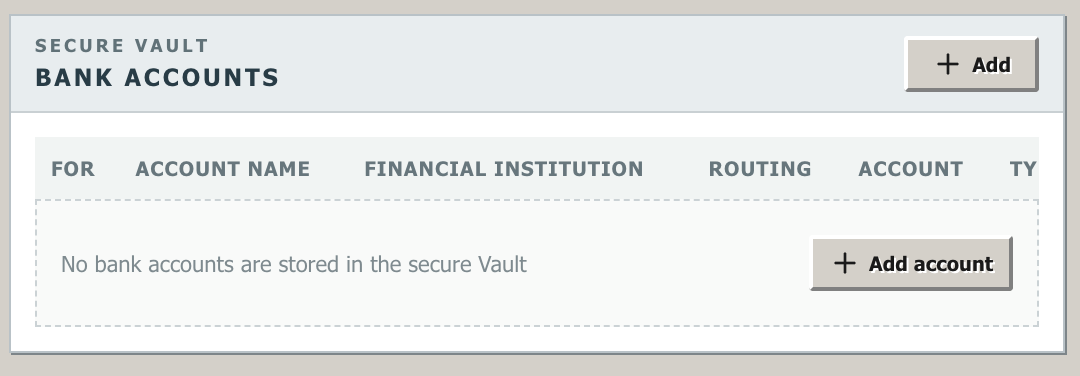 SECURE VAULT
BANK ACCOUNTS
Add
FOR ACCOUNT NAME FINANCIAL INSTITUTION ROUTING ACCOUNT TY
No bank accounts are stored in the secure Vault
Add account